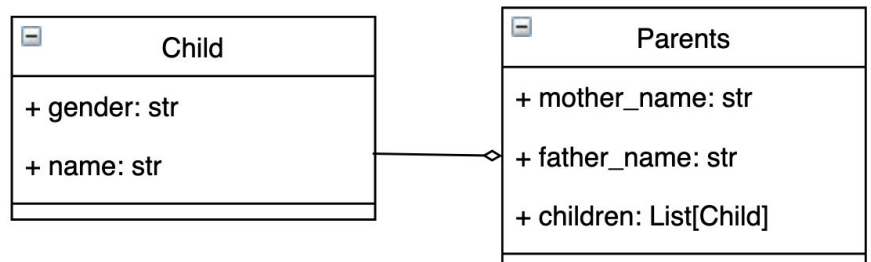 Child
+ gender: str
+ name: str
Parents
+ mother_name: str
+ father_name: str
+ children: List[Child]